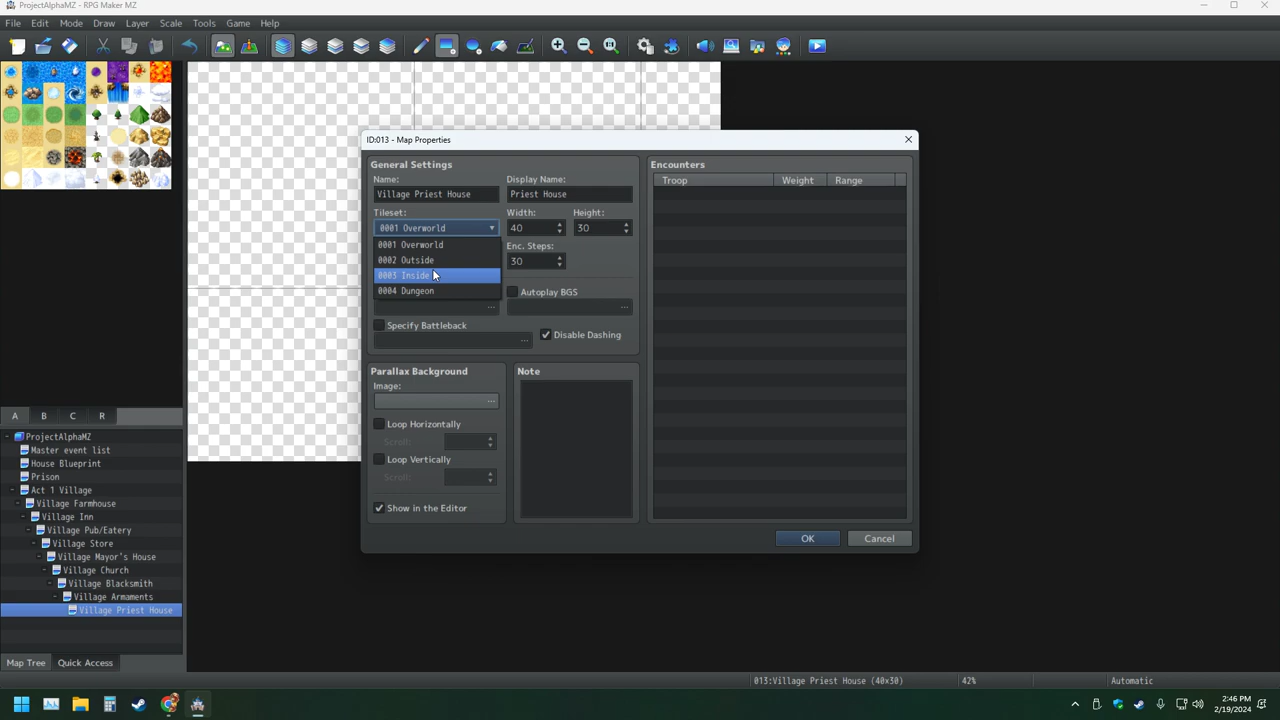 ProjectAlphaMZ - RPG Maker MZ
File Edit Mode Draw Layer Scale Tools Game Help
ID:013 - Map Properties
General Settings
Name:
Village Priest House
Display Name:
Priest House
Tileset:
0001 Overworld
Width:
40
Height:
30
0001 Overworld
0002 Outside
0003 Inside
0004 Dungeon
Enc. Steps:
30
Autoplay BGS
...
...
Specify Battleback
...
Disable Dashing
Parallax Background
Image:
...
Loop Horizontally
Scroll:
Loop Vertically
Scroll:
Show in the Editor
Note
Encounters
Troop Weight Range
OK Cancel
A B C R
ProjectAlphaMZ
Master event list
House Blueprint
Prison
Act 1 Village
Village Farmhouse
Village Inn
Village Pub/Eatery
Village Store
Village Mayor's House
Village Church
Village Blacksmith
Village Armaments
Village Priest House
Map Tree Quick Access
013:Village Priest House (40x30) 42% Automatic
2:46 PM
2/19/2024